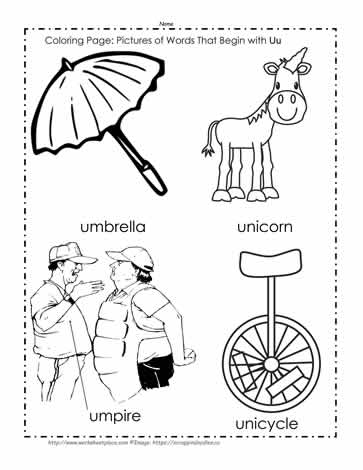 Name
Coloring Page: Pictures of Words That Begin with Uu
umbrella
unicorn
umpire
unicycle